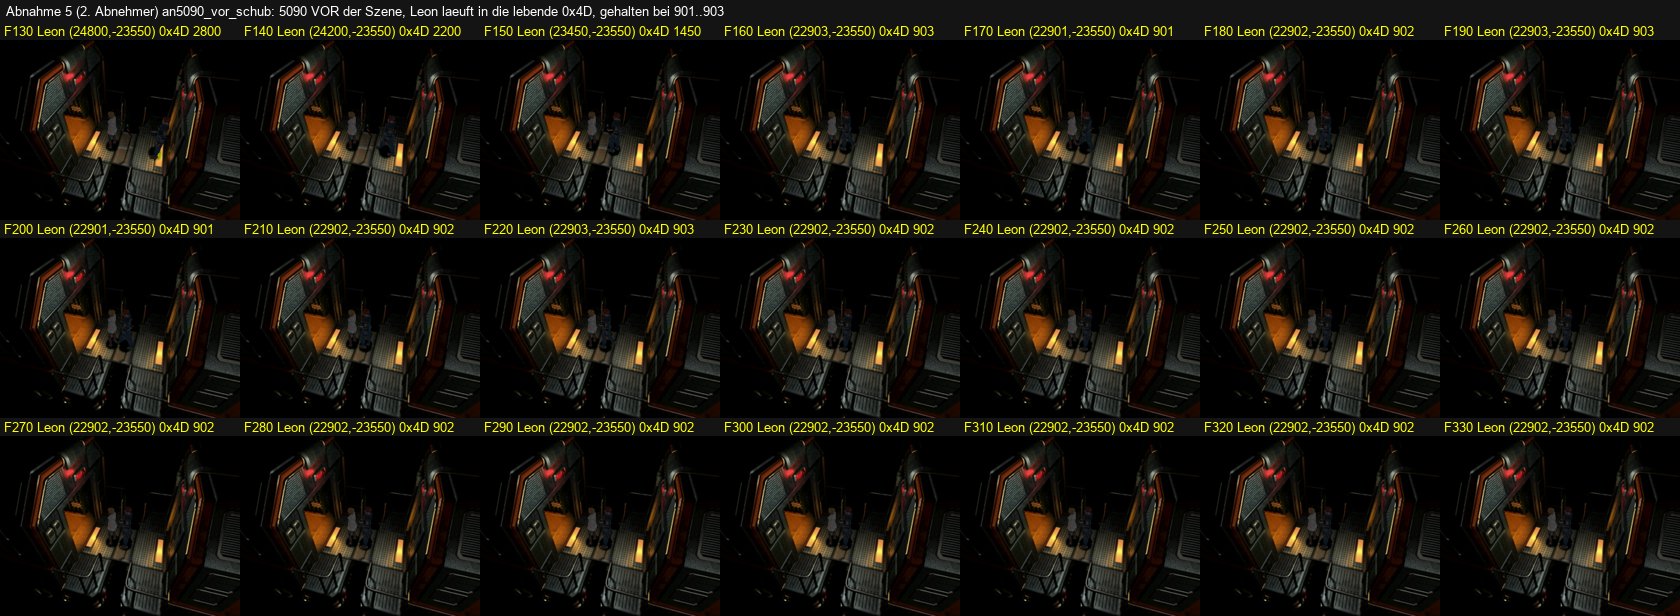 Abnahme 5 (2. Abnehmer) an5090_vor_schub: 5090 VOR der Szene, Leon laeuft in die lebende 0x4D, gehalten bei 901..903
F130 Leon (24800,-23550) 0x4D 2800
F140 Leon (24200,-23550) 0x4D 2200
F150 Leon (23450,-23550) 0x4D 1450
F160 Leon (22903,-23550) 0x4D 903
F170 Leon (22901,-23550) 0x4D 901
F180 Leon (22902,-23550) 0x4D 902
F190 Leon (22903,-23550) 0x4D 903
F200 Leon (22901,-23550) 0x4D 901
F210 Leon (22902,-23550) 0x4D 902
F220 Leon (22903,-23550) 0x4D 903
F230 Leon (22902,-23550) 0x4D 902
F240 Leon (22902,-23550) 0x4D 902
F250 Leon (22902,-23550) 0x4D 902
F260 Leon (22902,-23550) 0x4D 902
F270 Leon (22902,-23550) 0x4D 902
F280 Leon (22902,-23550) 0x4D 902
F290 Leon (22902,-23550) 0x4D 902
F300 Leon (22902,-23550) 0x4D 902
F310 Leon (22902,-23550) 0x4D 902
F320 Leon (22902,-23550) 0x4D 902
F330 Leon (22902,-23550) 0x4D 902